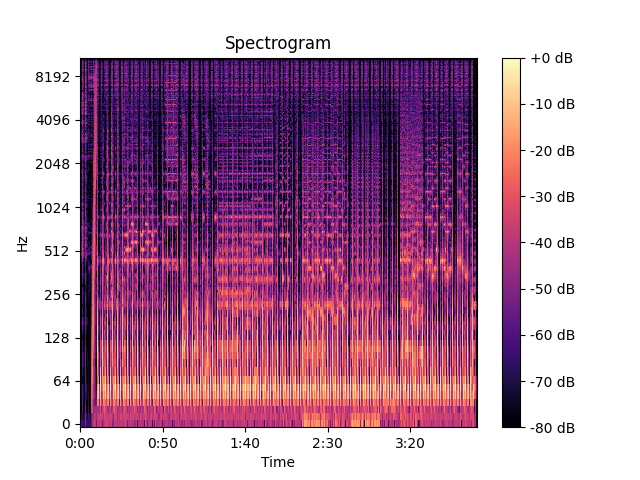 Spectrogram
Hz
8192
4096
2048
1024
512
256
128
64
0
0:00 0:50 1:40 2:30 3:20
Time
+0 dB
-10 dB
-20 dB
-30 dB
-40 dB
-50 dB
-60 dB
-70 dB
-80 dB